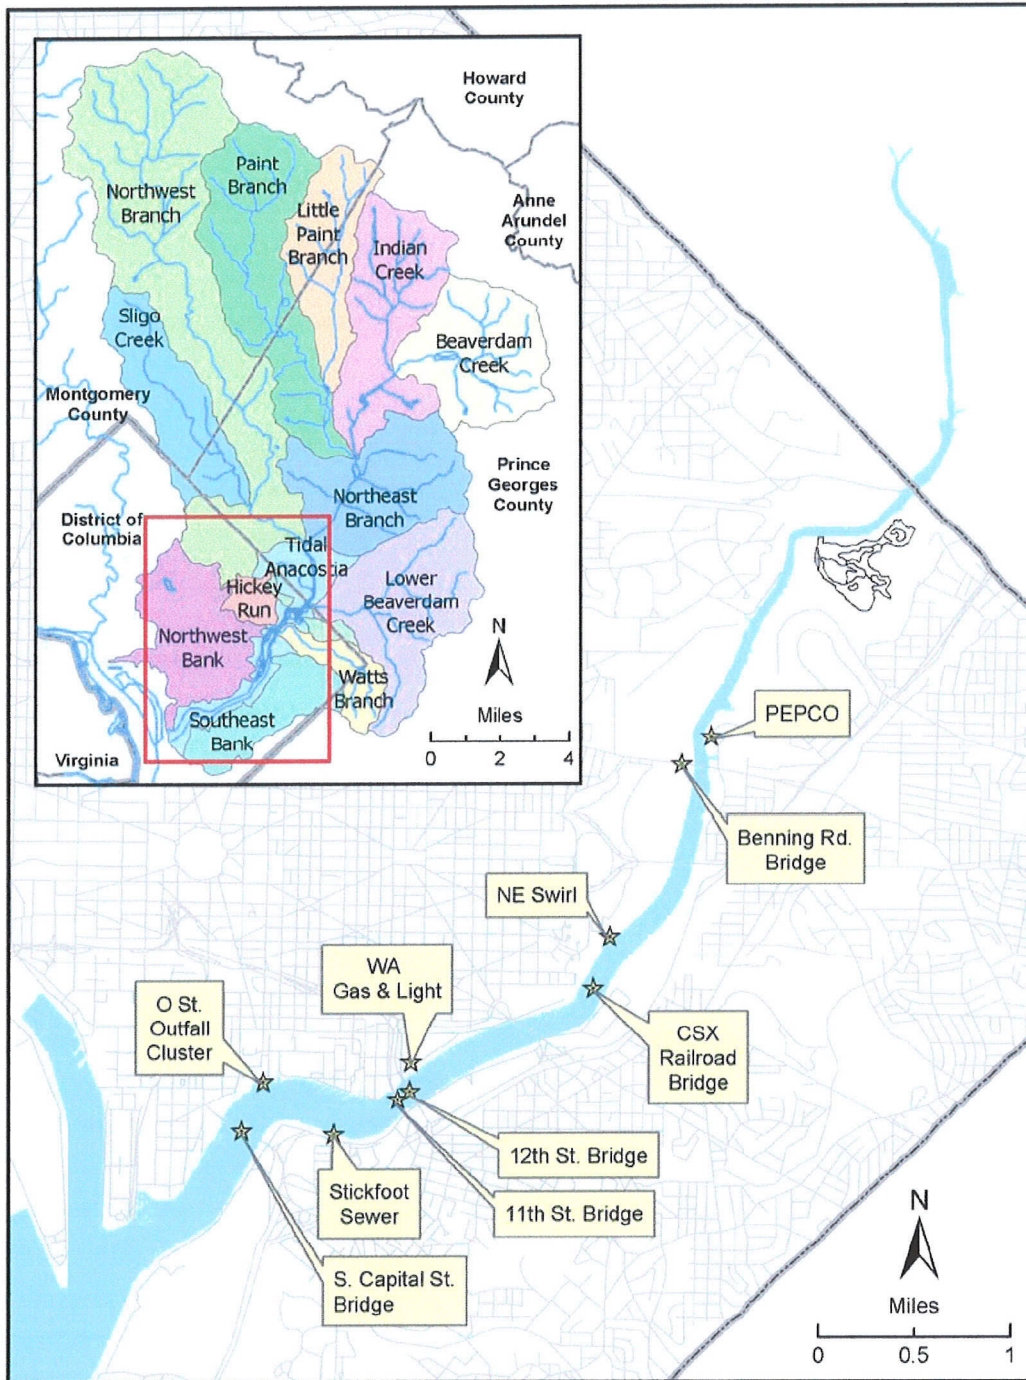 Howard
County
Paint
Branch
Northwest
Branch
Little
Paint
Branch
Anne
Arundel
County
Indian
Creek
Sligo
Creek
Beaverdam
Creek
Montgomery
County
Prince
Georges
County
Northeast
Branch
District of
Columbia
Tidal
Anacostia
Hickey
Run
Lower
Beaverdam
Creek
Northwest
Bank
Watts
Branch
Southeast
Bank
Virginia
N
Miles
0 2 4
PEPCO
Benning Rd.
Bridge
NE Swirl
WA
Gas & Light
O St.
Outfall
Cluster
CSX
Railroad
Bridge
12th St. Bridge
11th St. Bridge
Stickfoot
Sewer
S. Capital St.
Bridge
N
Miles
0 0.5 1